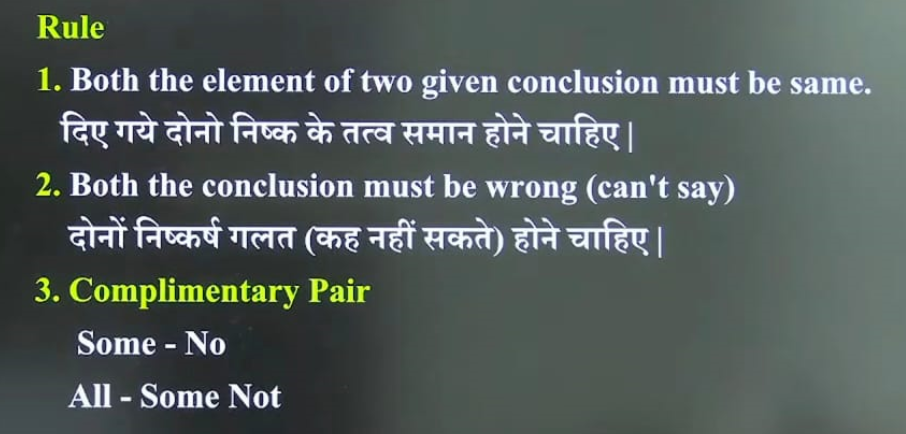 Rule
1. Both the element of two given conclusion must be same.
दिए गये दोनो निष्क के तत्व समान होने चाहिए |
2. Both the conclusion must be wrong (can't say)
दोनों निष्कर्ष गलत (कह नहीं सकते) होने चाहिए |
3. Complimentary Pair
Some - No
All - Some Not